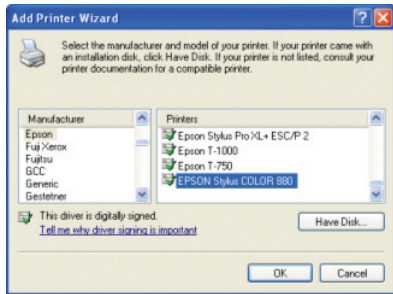 Add Printer Wizard
Select the manufacturer and model of your printer. If your printer came with
an installation disk, click Have Disk. If your printer is not listed, consult your
printer documentation for a compatible printer.
Manufacturer
Epson
Fuji Xerox
Fujitsu
GCC
Generic
Gestetner
Printers
Epson Stylus Pro XL+ ESC/P 2
Epson T-1000
Epson T-750
EPSON Stylus COLOR 880
This driver is digitally signed.
Tell me why driver signing is important
Have Disk...
OK
Cancel